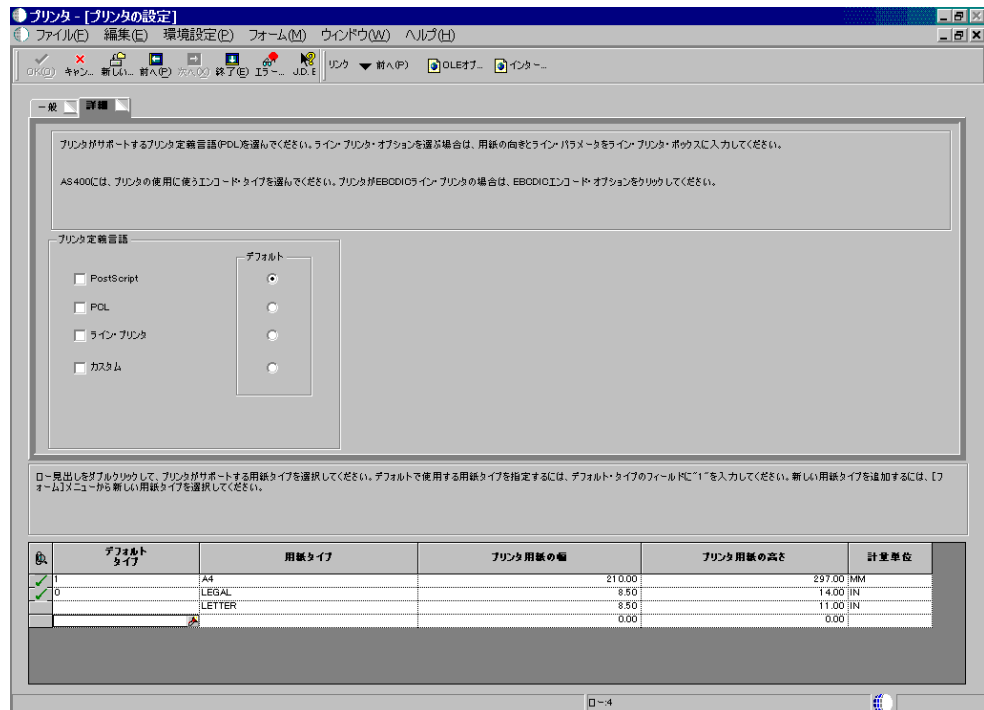 プリンタ - [プリンタの設定]
ファイル(F) 編集(E) 環境設定(P) フォーム(M) ウィンドウ(W) ヘルプ(H)
OK(O) キャン... 新しい... 前へ(P) 次へ(X) 終了(E) エラー... J.D.E リンク 前へ(P) OLEオブ... インター...
一般 詳細
プリンタがサポートするプリンタ定義言語(PDL)を選んでください。ライン・プリンタ・オプションを選ぶ場合は、用紙の向きとライン・パラメータをライン・プリンタ・ボックスに入力してください。
AS400には、プリンタの使用に使うエンコード・タイプを選んでください。プリンタがEBCDICライン・プリンタの場合は、EBCDICエンコード・オプションをクリックしてください。
プリンタ定義言語
デフォルト
PostScript
PCL
ライン・プリンタ
カスタム
ロー見出しをダブルクリックして、プリンタがサポートする用紙タイプを選択してください。デフォルトで使用する用紙タイプを指定するには、デフォルト・タイプのフィールドに"1"を入力してください。新しい用紙タイプを追加するには、[フ
ォーム]メニューから新しい用紙タイプを選択してください。
デフォルト
タイプ 用紙タイプ プリンタ用紙の幅 プリンタ用紙の高さ 計量単位
1 A4 210.00 297.00 MM
0 LEGAL 8.50 14.00 IN
LETTER 8.50 11.00 IN
0.00 0.00
ロー:4